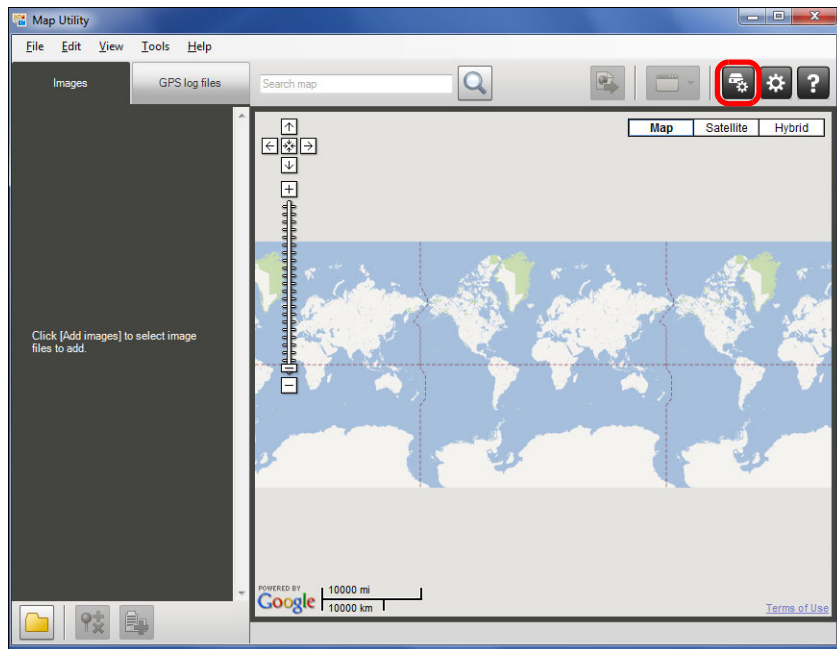 Map Utility
File Edit View Tools Help
Images
GPS log files
Search map
?
Map Satellite Hybrid
Click [Add images] to select image
files to add.
POWERED BY
Google
10000 mi
10000 km
Terms of Use